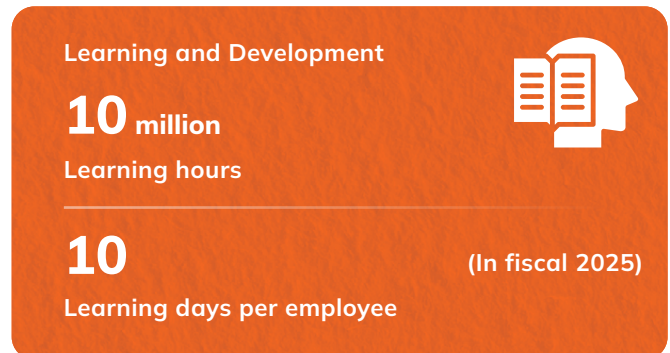 Learning and Development
10 million
Learning hours
10
(In fiscal 2025)
Learning days per employee